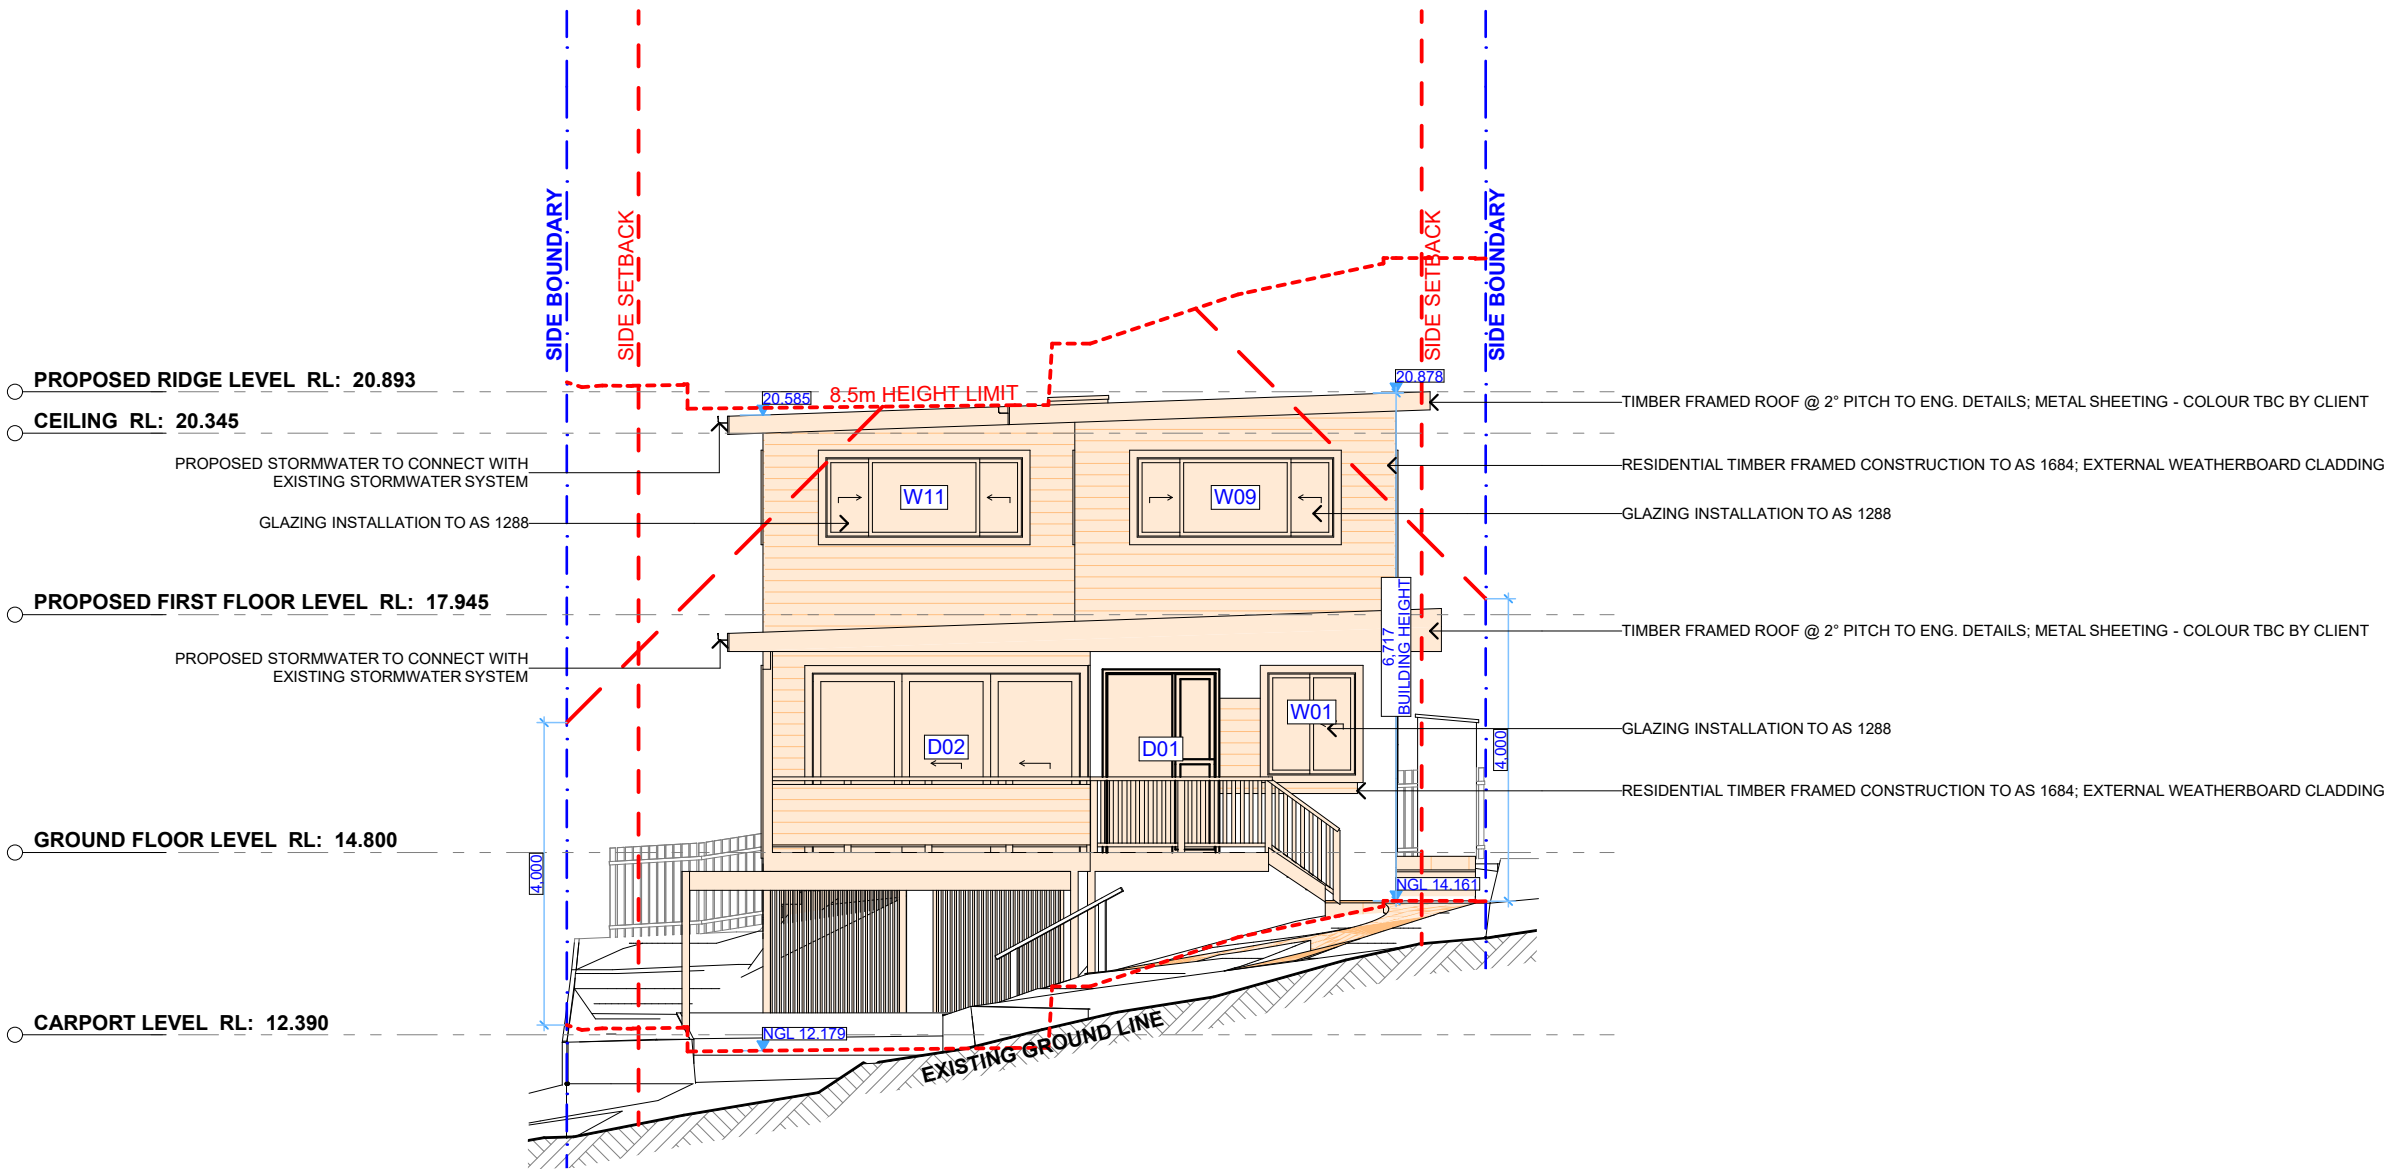 SIDE BOUNDARY
SIDE SETBACK
SIDE SETBACK
SIDE BOUNDARY
PROPOSED RIDGE LEVEL RL: 20.893
CEILING RL: 20.345
20.585
8.5m HEIGHT LIMIT
20.878
TIMBER FRAMED ROOF @ 2° PITCH TO ENG. DETAILS; METAL SHEETING - COLOUR TBC BY CLIENT
PROPOSED STORMWATER TO CONNECT WITH
EXISTING STORMWATER SYSTEM
RESIDENTIAL TIMBER FRAMED CONSTRUCTION TO AS 1684; EXTERNAL WEATHERBOARD CLADDING
W11
W09
GLAZING INSTALLATION TO AS 1288
GLAZING INSTALLATION TO AS 1288
PROPOSED FIRST FLOOR LEVEL RL: 17.945
6,717
BUILDING HEIGHT
TIMBER FRAMED ROOF @ 2° PITCH TO ENG. DETAILS; METAL SHEETING - COLOUR TBC BY CLIENT
PROPOSED STORMWATER TO CONNECT WITH
EXISTING STORMWATER SYSTEM
W01
D02
D01
GLAZING INSTALLATION TO AS 1288
4,000
RESIDENTIAL TIMBER FRAMED CONSTRUCTION TO AS 1684; EXTERNAL WEATHERBOARD CLADDING
GROUND FLOOR LEVEL RL: 14.800
4,000
NGL 14.161
CARPORT LEVEL RL: 12.390
NGL 12.179
EXISTING GROUND LINE